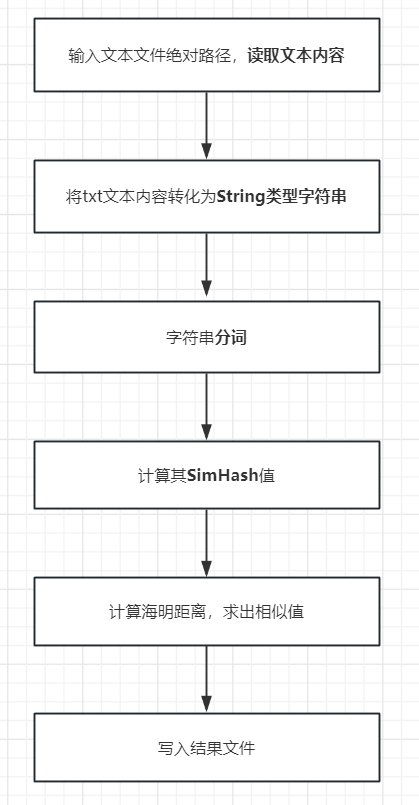 输入文本文件绝对路径，读取文本内容
将txt文本内容转化为String类型字符串
字符串分词
计算其SimHash值
计算海明距离，求出相似值
写入结果文件